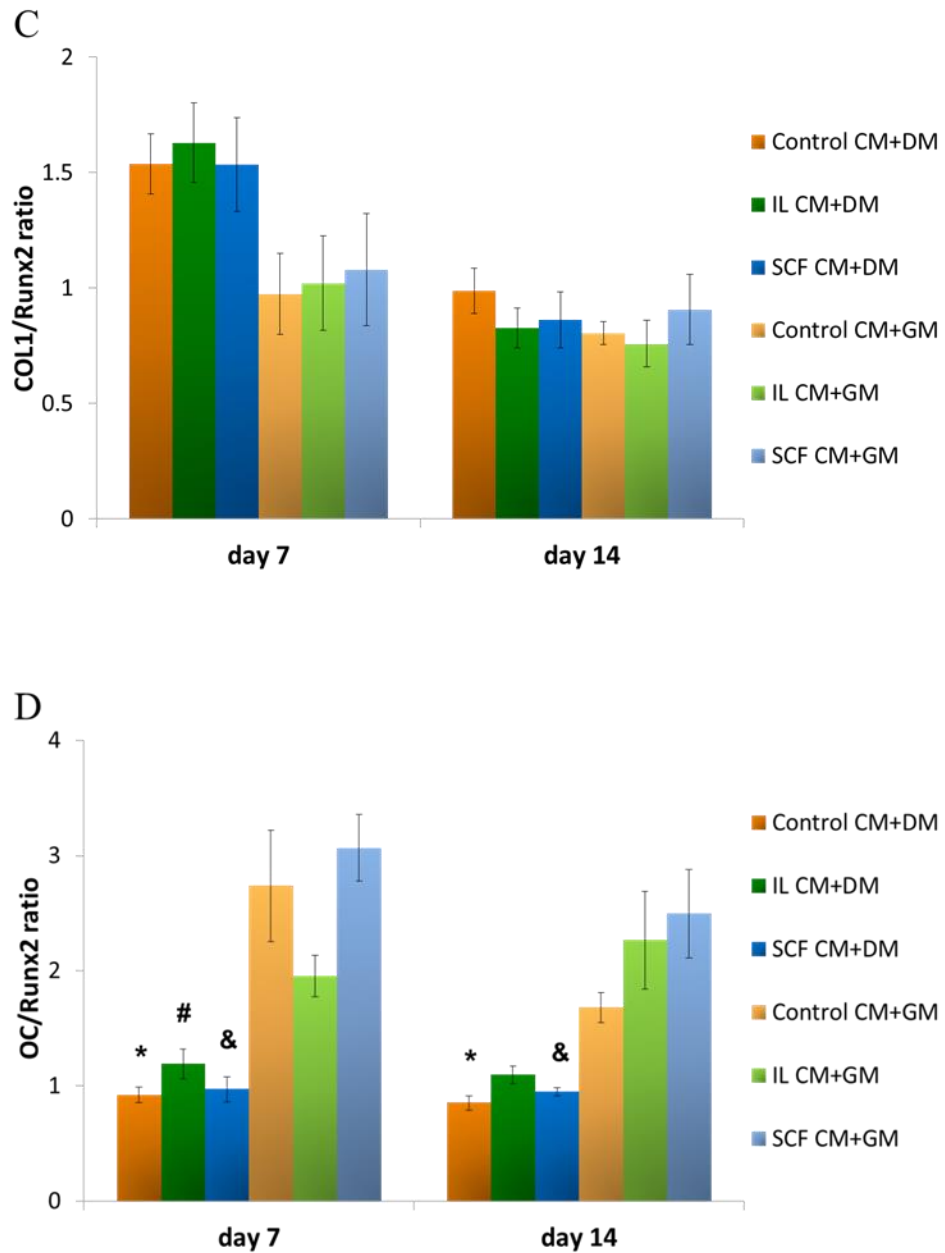 C
2
1.5
1
0.5
0
COL1/Runx2 ratio
day 7
day 14
Control CM+DM
IL CM+DM
SCF CM+DM
Control CM+GM
IL CM+GM
SCF CM+GM
D
4
3
2
1
0
OC/Runx2 ratio
*
#
&
*
&
day 7
day 14
Control CM+DM
IL CM+DM
SCF CM+DM
Control CM+GM
IL CM+GM
SCF CM+GM